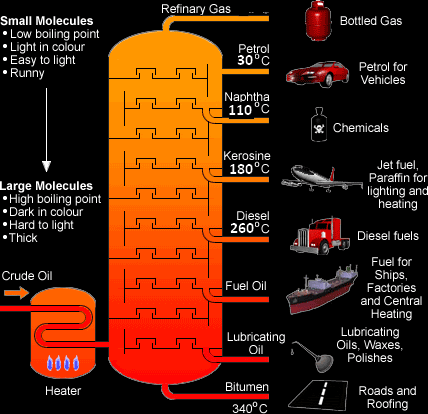 Small Molecules
• Low boiling point
• Light in colour
• Easy to light
• Runny
Large Molecules
• High boiling point
• Dark in colour
• Hard to light
• Thick
Crude Oil
Heater
Refinary Gas
Petrol
30°C
Naphtha
110°C
Kerosine
180°C
Diesel
260°C
Fuel Oil
Lubricating
Oil
Bitumen
340°C
Bottled Gas
Petrol for
Vehicles
Chemicals
Jet fuel,
Paraffin for
lighting and
heating
Diesel fuels
Fuel for
Ships,
Factories
and Central
Heating
Lubricating
Oils, Waxes,
Polishes
Roads and
Roofing